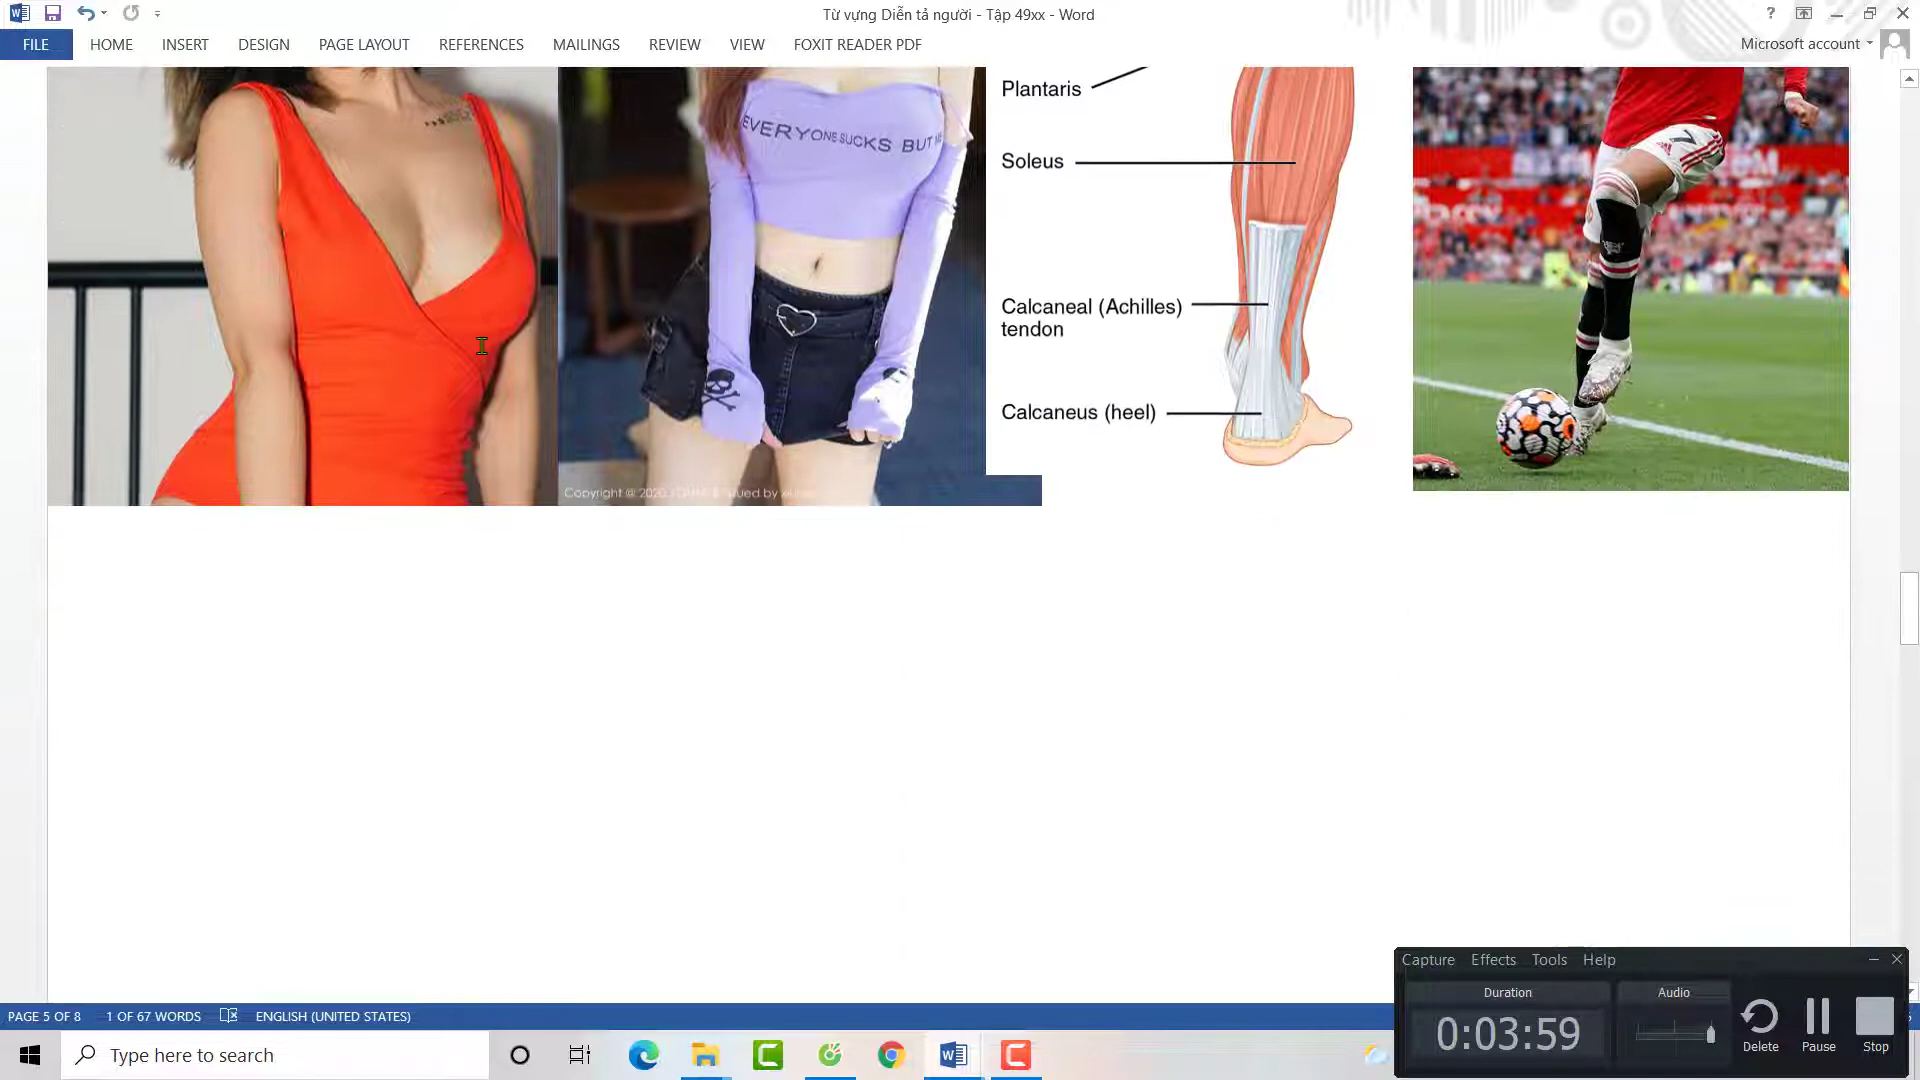 Từ vựng Diễn tả người - Tập 49xx - Word
FILE HOME INSERT DESIGN PAGE LAYOUT REFERENCES MAILINGS REVIEW VIEW FOXIT READER PDF
Microsoft account
EVERYONE SUCKS BUT
7
Plantaris
Soleus
Calcaneal (Achilles)
tendon
Calcaneus (heel)
Copyright @ 2020
Capture Effects Tools Help
Duration
Audio
0:03:59
Delete Pause Stop
PAGE 5 OF 8 1 OF 67 WORDS ENGLISH (UNITED STATES)
Type here to search